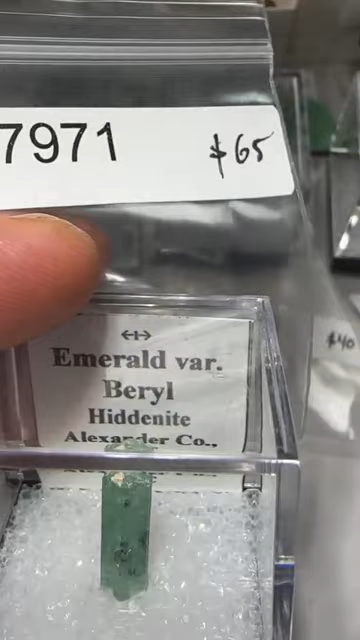 7971 $65
$40
Emerald var.
Beryl
Hiddenite
Alexander Co.,